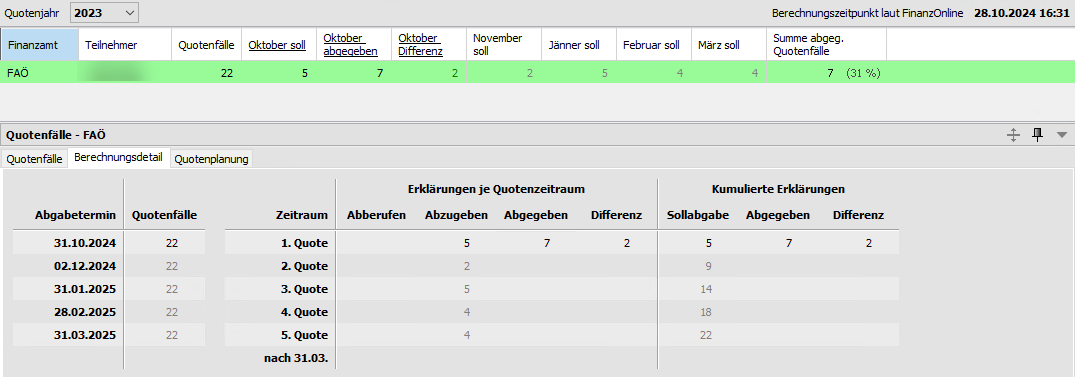 Quotenjahr 2023 Berechnungszeitpunkt laut FinanzOnline 28.10.2024 16:31
Finanzamt Teilnehmer Quotenfälle Oktober soll Oktober abgegeben Oktober Differenz November soll Jänner soll Februar soll März soll Summe abgeg. Quotenfälle
FAÖ 22 5 7 2 2 5 4 4 7 (31 %)
Quotenfälle - FAÖ
Quotenfälle Berechnungsdetail Quotenplanung
Erklärungen je Quotenzeitraum Kumulierte Erklärungen
Abgabetermin Quotenfälle Zeitraum Abberufen Abzugeben Abgegeben Differenz Sollabgabe Abgegeben Differenz
31.10.2024 22 1. Quote 5 7 2 5 7 2
02.12.2024 22 2. Quote 2 9
31.01.2025 22 3. Quote 5 14
28.02.2025 22 4. Quote 4 18
31.03.2025 22 5. Quote 4 22
nach 31.03.